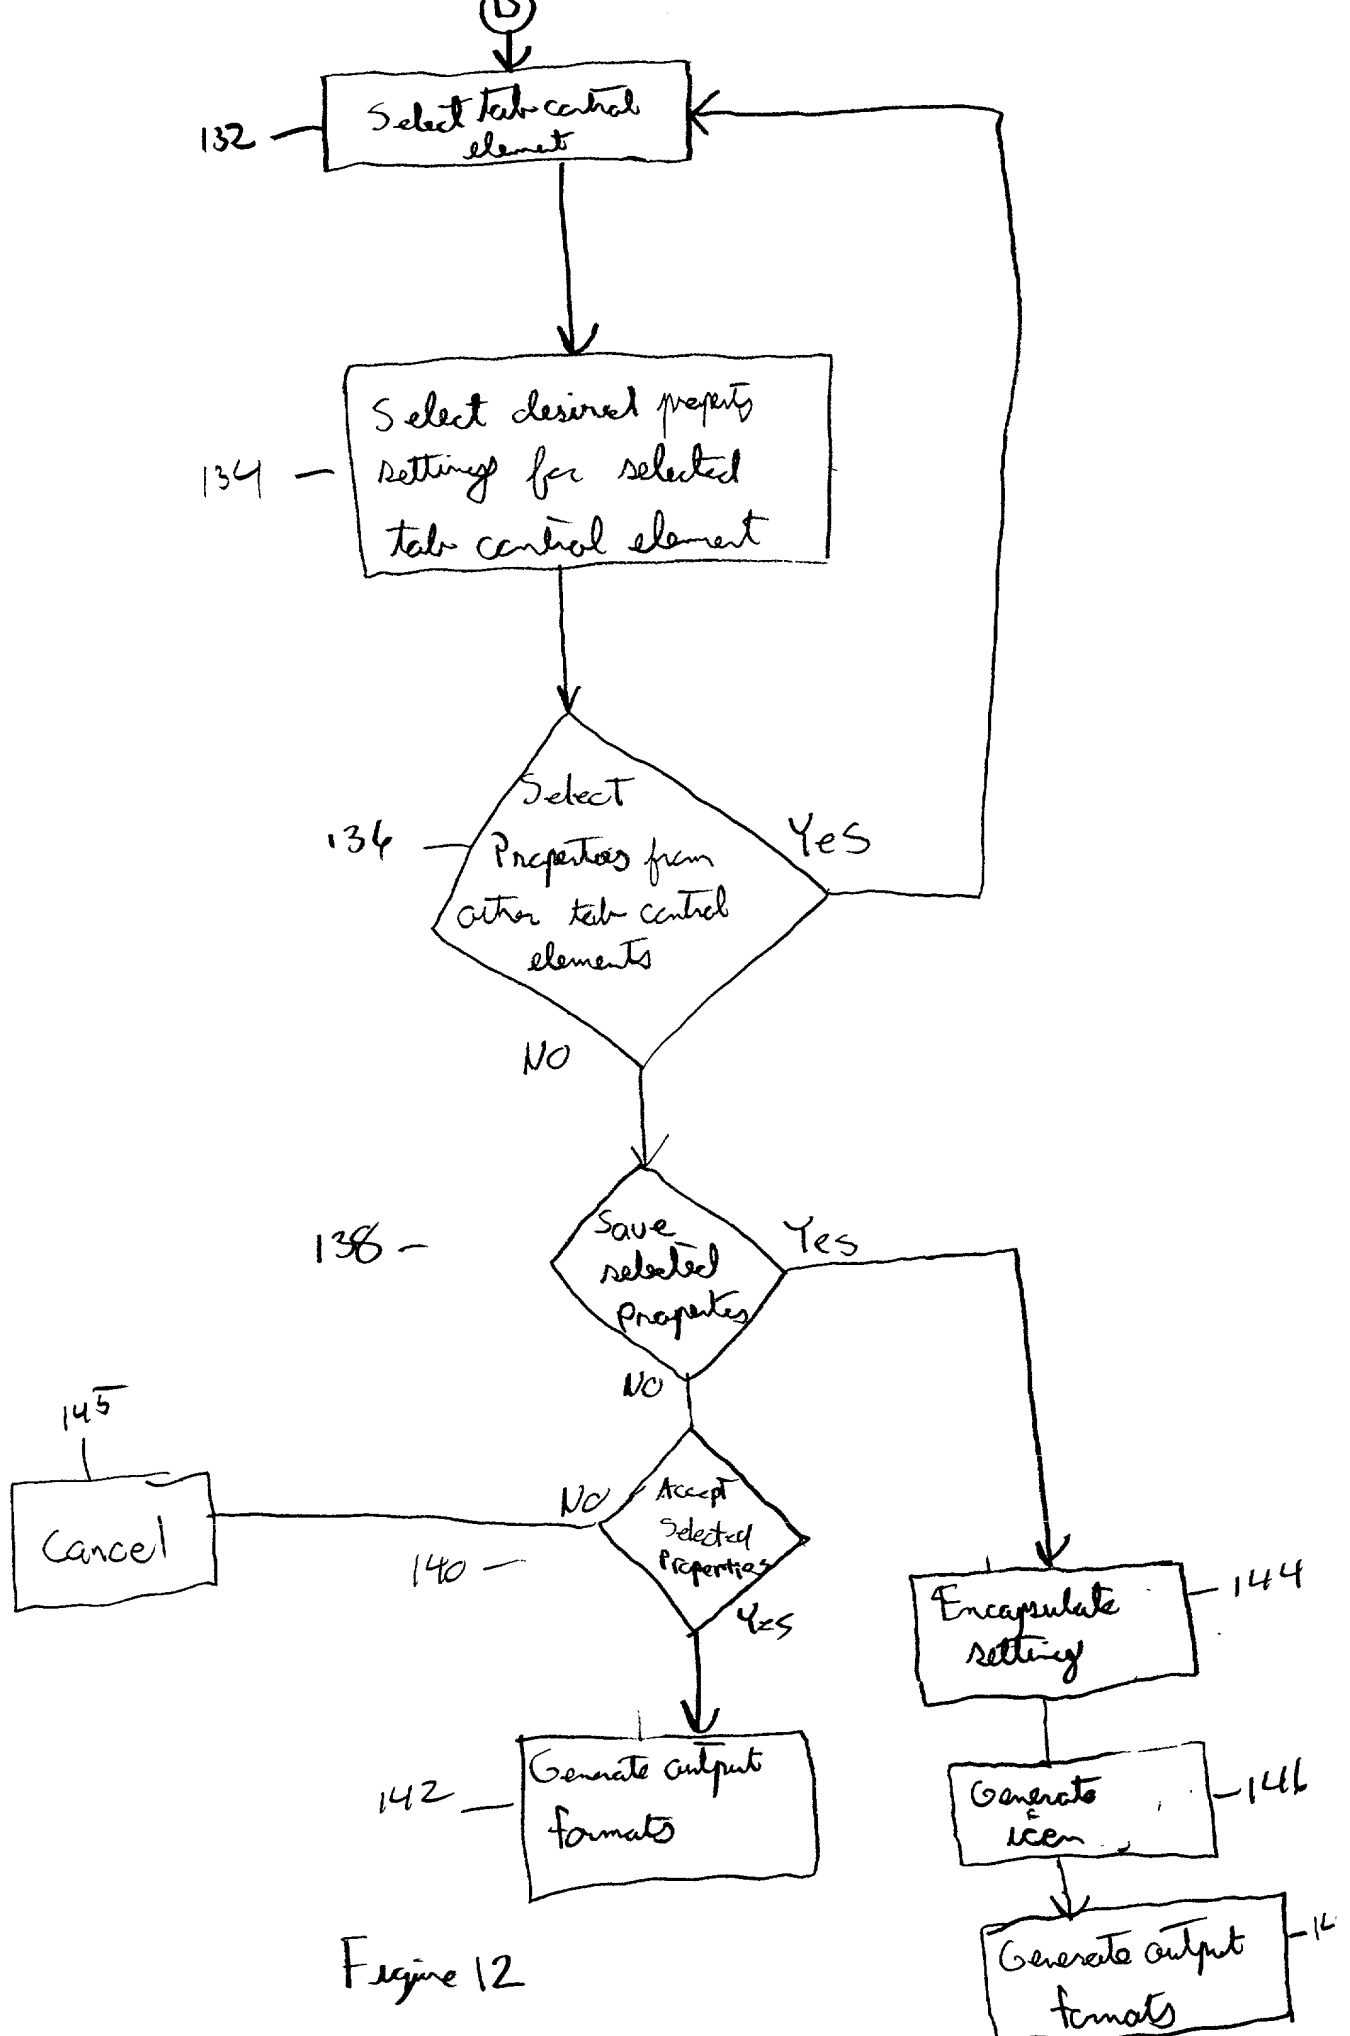 B
Select tab control
element
132
Select desired property
settings for selected
tab control element
134
Select
Properties from
other tab control
elements
136
Yes
NO
Save
selected
Properties
138
Yes
NO
145
Cancel
No
Accept
Selected
Properties
140
Yes
Encapsulate
setting
144
Generate output
formats
142
Generate
icon
146
Generate output
formats
Figure 12